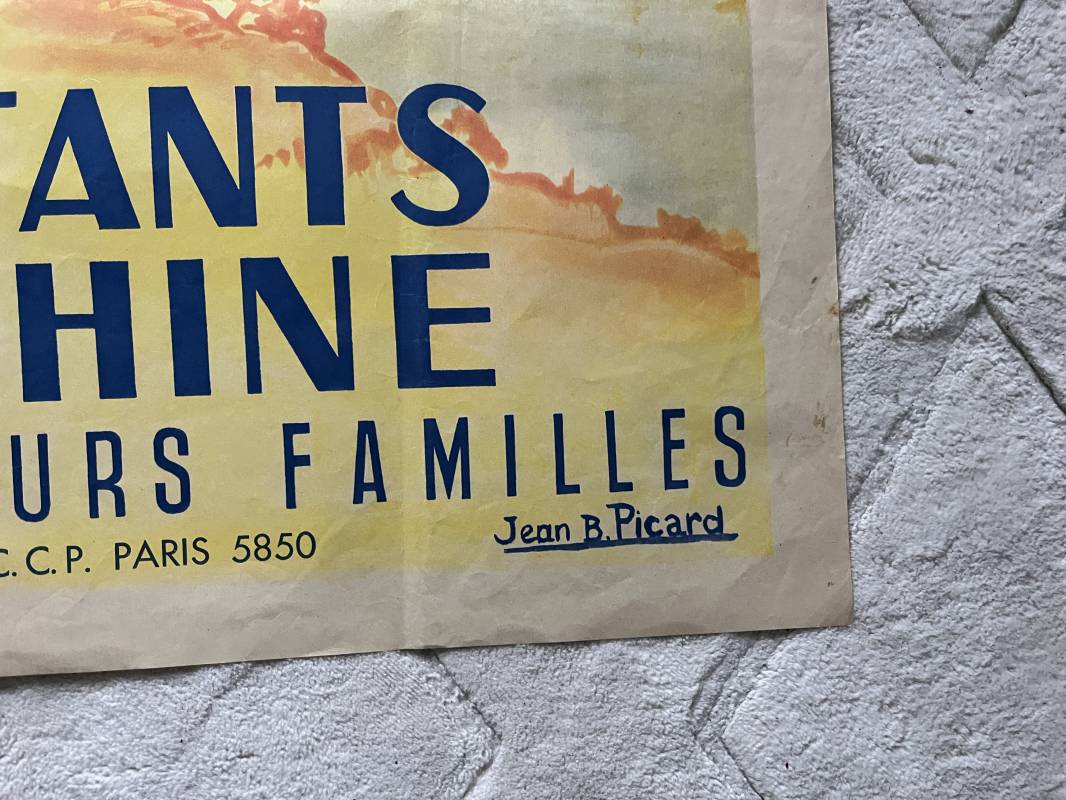 TANTS
HINE
URS FAMILLES
C.C.P. PARIS 5850
Jean B. Picard